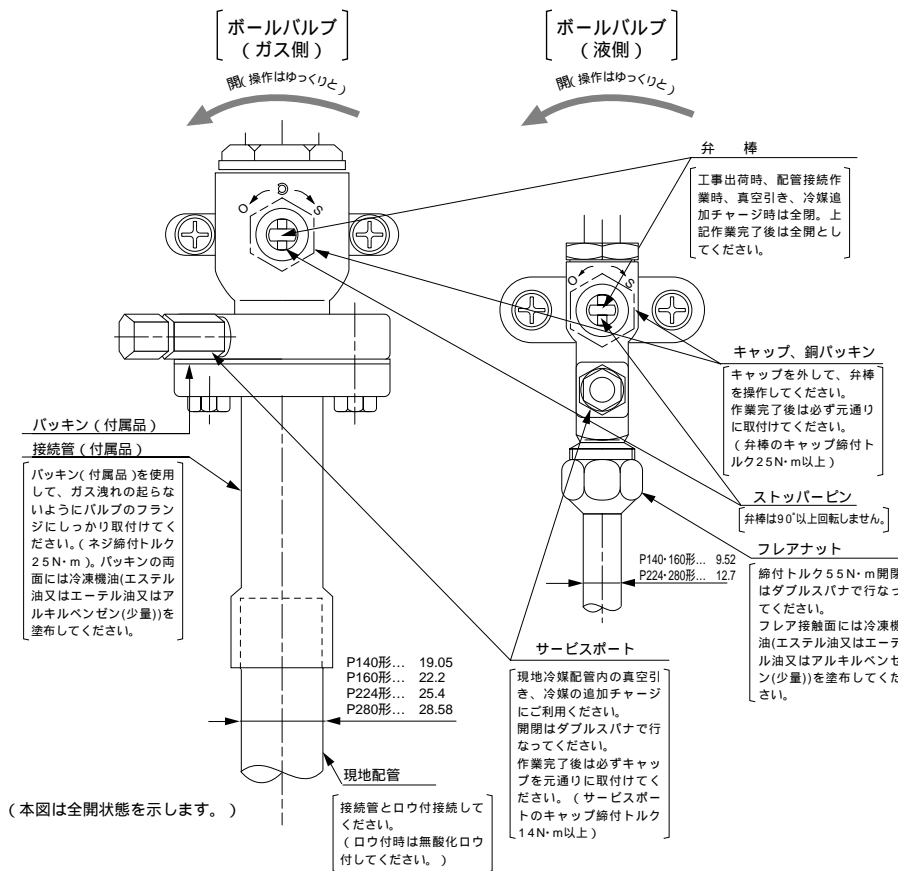 ボールバルブ
(ガス側)
開(操作はゆっくりと)
ボールバルブ
(液側)
開(操作はゆっくりと)
O C S
O S
弁 棒
工事出荷時、配管接続作
業時、真空引き、冷媒追
加チャージ時は全閉。上
記作業完了後は全開とし
てください。
キャップ、銅パッキン
キャップを外して、弁棒
を操作してください。
作業完了後は必ず元通り
に取付けてください。
(弁棒のキャップ締付ト
ルク25N・m以上)
ストッパーピン
弁棒は90°以上回転しません。
フレアナット
締付トルク55N・m開閉
はダブルスパナで行なっ
てください。
フレア接触面には冷凍機
油(エステル油又はエーテ
ル油又はアルキルベンゼ
ン(少量))を塗布してくだ
さい。
P140・160形… 9.52
P224・280形… 12.7
パッキン(付属品)
接続管(付属品)
パッキン(付属品)を使用
して、ガス洩れの起らな
いようにバルブのフラン
ジにしっかり取付けてく
ださい。(ネジ締付トルク
25N・m)。パッキンの両
面には冷凍機油(エステル
油又はエーテル油又はア
ルキルベンゼン(少量))を
塗布してください。
P140形… 19.05
P160形… 22.2
P224形… 25.4
P280形… 28.58
サービスポート
現地冷媒配管内の真空引
き、冷媒の追加チャージ
にご利用ください。
開閉はダブルスパナで行
なってください。
作業完了後は必ずキャッ
プを元通りに取付けてく
ださい。(サービスポー
トのキャップ締付トルク
14N・m以上)
現地配管
接続管とロウ付接続して
ください。
(ロウ付時は無酸化ロウ
付してください。)
(本図は全開状態を示します。)